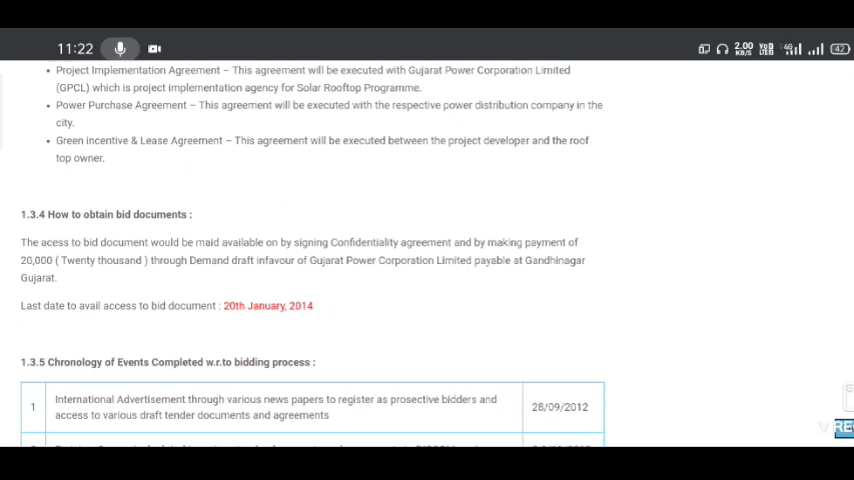 11:22
2.00 KB/S
VoD LTED
4G
42
• Project Implementation Agreement – This agreement will be executed with Gujarat Power Corporation Limited
(GPCL) which is project implementation agency for Solar Rooftop Programme.
• Power Purchase Agreement – This agreement will be executed with the respective power distribution company in the
city.
• Green incentive & Lease Agreement – This agreement will be executed between the project developer and the roof
top owner.
1.3.4 How to obtain bid documents :
The acess to bid document would be maid available on by signing Confidentiality agreement and by making payment of
20,000 ( Twenty thousand ) through Demand draft infavour of Gujarat Power Corporation Limited payable at Gandhinagar
Gujarat.
Last date to avail access to bid document : 20th January, 2014
1.3.5 Chronology of Events Completed w.r.to bidding process :
1 International Advertisement through various news papers to register as prosective bidders and 28/09/2012
access to various draft tender documents and agreements